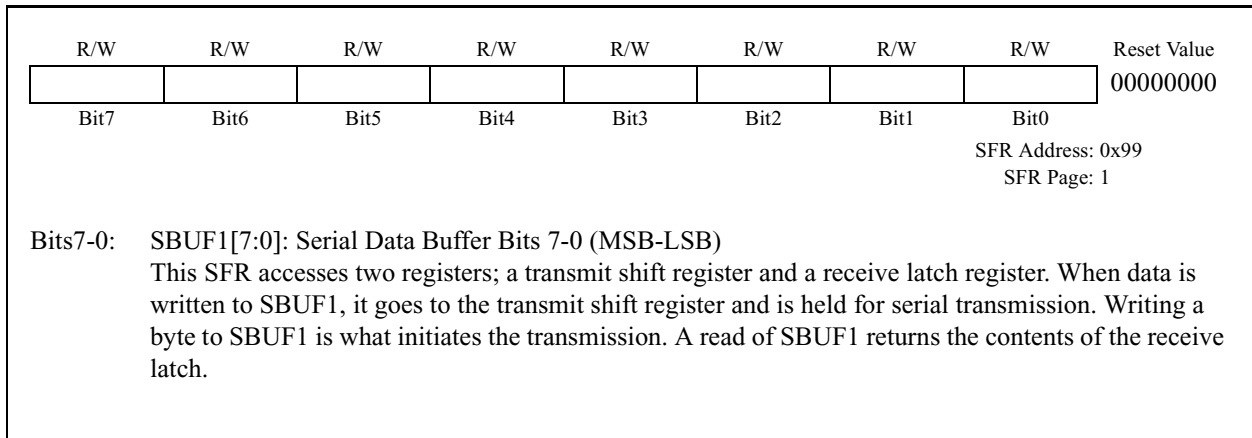 R/W R/W R/W R/W R/W R/W R/W R/W Reset Value
00000000
Bit7 Bit6 Bit5 Bit4 Bit3 Bit2 Bit1 Bit0
SFR Address: 0x99
SFR Page: 1
Bits7-0: SBUF1[7:0]: Serial Data Buffer Bits 7-0 (MSB-LSB)
This SFR accesses two registers; a transmit shift register and a receive latch register. When data is
written to SBUF1, it goes to the transmit shift register and is held for serial transmission. Writing a
byte to SBUF1 is what initiates the transmission. A read of SBUF1 returns the contents of the receive
latch.